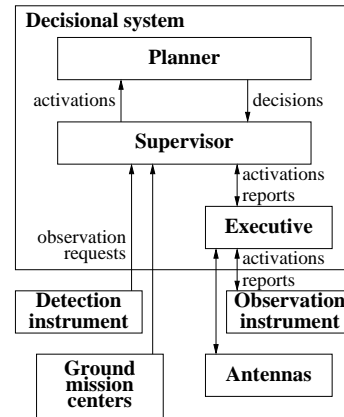 Decisional system
Planner
activations
decisions
Supervisor
activations
reports
Executive
observation
requests
activations
reports
Detection
instrument
Observation
instrument
Ground
mission
centers
Antennas